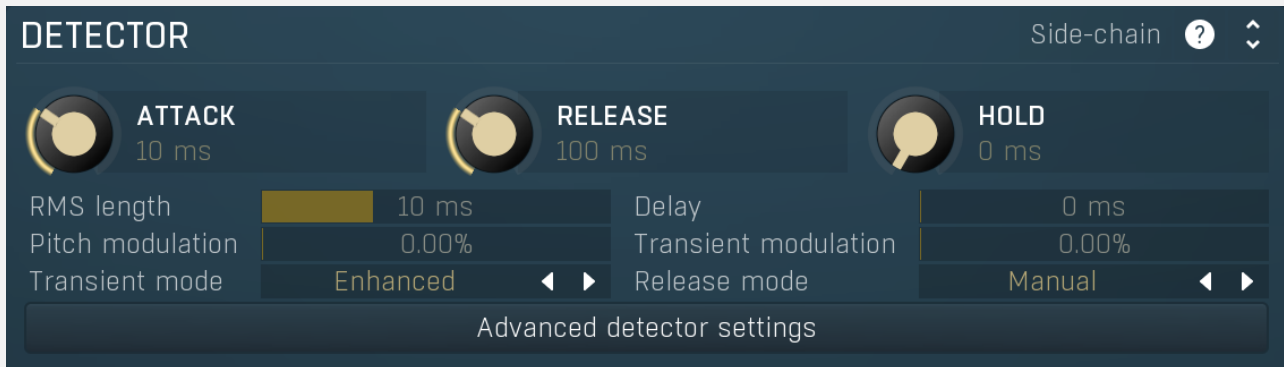 DETECTOR Side-chain ?
ATTACK RELEASE HOLD
10 ms 100 ms 0 ms
RMS length 10 ms Delay 0 ms
Pitch modulation 0.00% Transient modulation 0.00%
Transient mode Enhanced Release mode Manual
Advanced detector settings